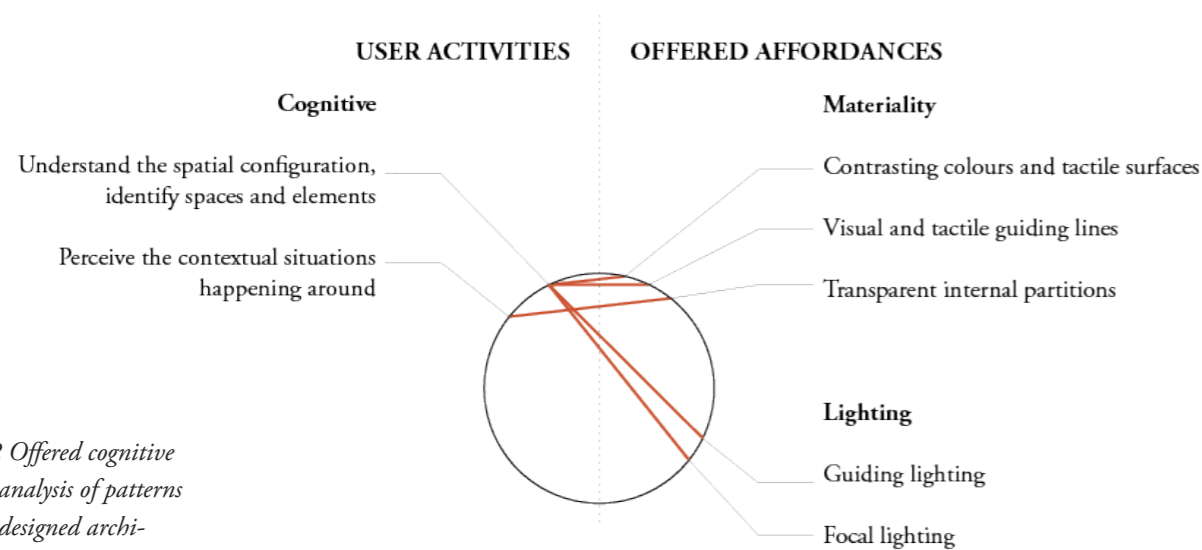 USER ACTIVITIES
OFFERED AFFORDANCES
Cognitive
Understand the spatial configuration,
identify spaces and elements
Perceive the contextual situations
happening around
Materiality
Contrasting colours and tactile surfaces
Visual and tactile guiding lines
Transparent internal partitions
Lighting
Guiding lighting
Focal lighting
Offered cognitive
analysis of patterns
designed archi-